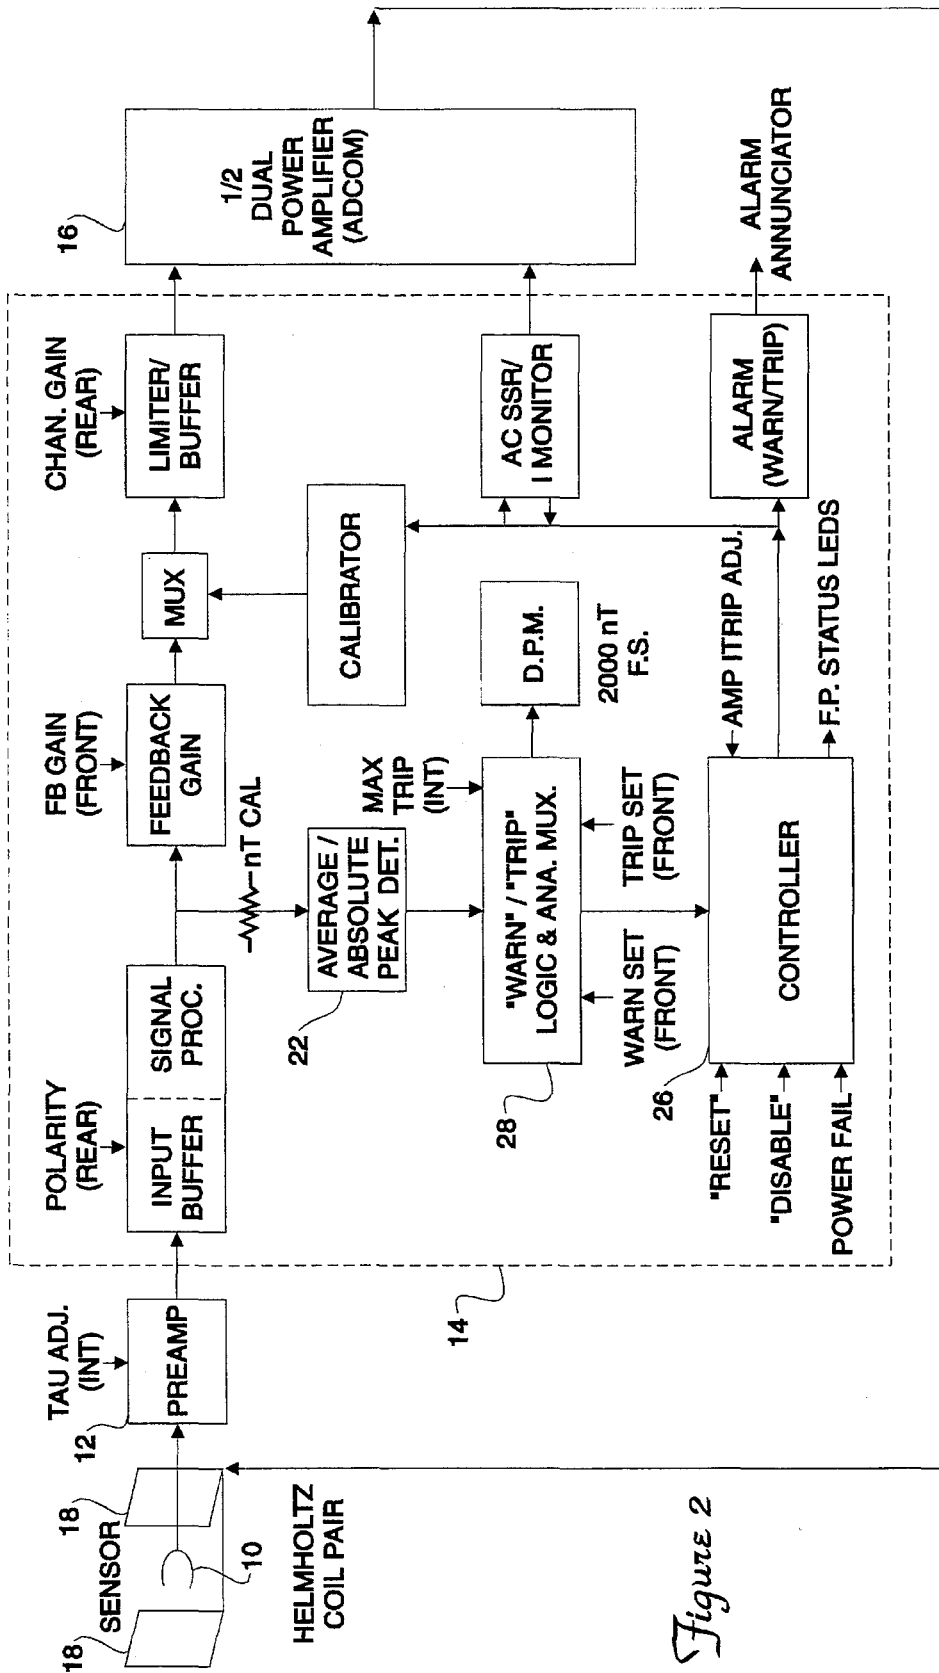 18
SENSOR
18
10
HELMHOLTZ
COIL PAIR
TAU ADJ.
(INT)
12
PREAMP
14
POLARITY
(REAR)
INPUT
BUFFER
SIGNAL
PROC.
nT CAL
FB GAIN
(FRONT)
FEEDBACK
GAIN
MUX
CHAN. GAIN
(REAR)
LIMITER/
BUFFER
16
1/2
DUAL
POWER
AMPLIFIER
(ADCOM)
22
AVERAGE /
ABSOLUTE
PEAK DET.
CALIBRATOR
MAX
TRIP
(INT)
28
"WARN" / "TRIP"
LOGIC & ANA. MUX.
D.P.M.
2000 nT
F.S.
AC SSR/
I MONITOR
WARN SET
(FRONT)
TRIP SET
(FRONT)
26
"RESET"
"DISABLE"
POWER FAIL
CONTROLLER
AMP ITRIP ADJ.
F.P. STATUS LEDS
ALARM
(WARN/TRIP)
ALARM
ANNUNCIATOR
Figure 2